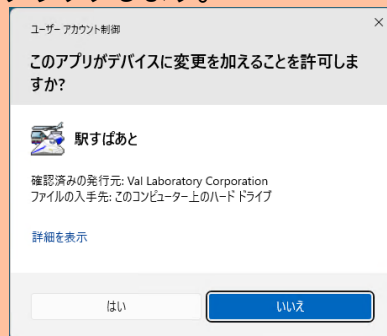 ユーザー アカウント制御
このアプリがデバイスに変更を加えることを許可しま
すか?
駅すぱあと
確認済みの発行元: Val Laboratory Corporation
ファイルの入手先: このコンピューター上のハード ドライブ
詳細を表示
はい
いいえ